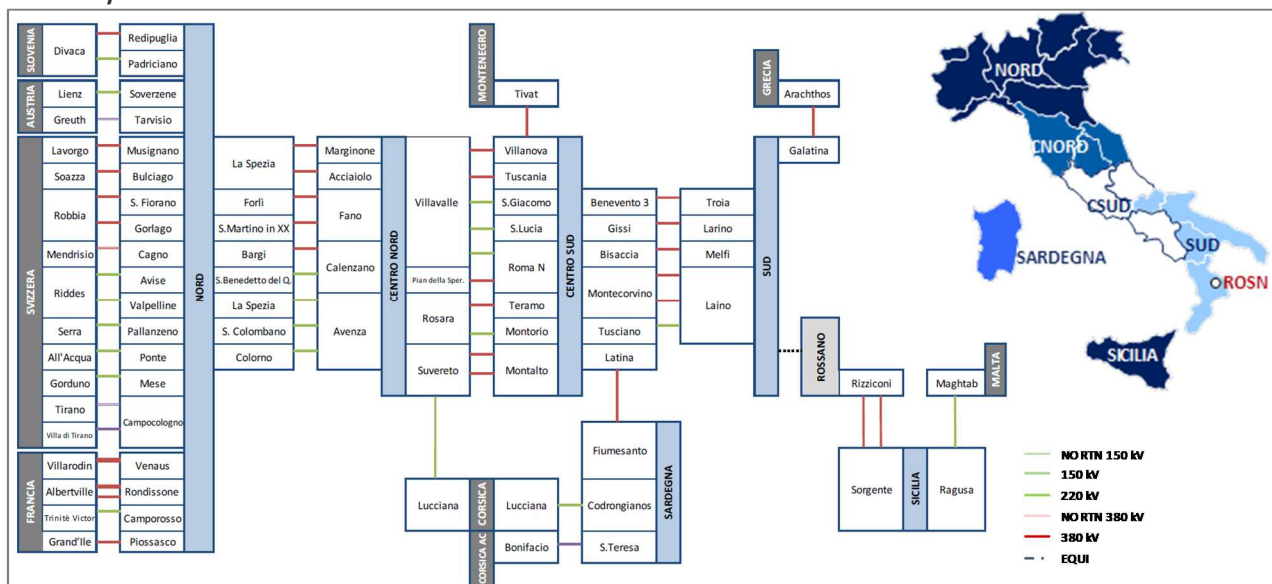 SLOVENIA
Divaca
Redipuglia
Padriciano
AUSTRIA
Lienz
Soverzene
Greuth
Tarvisio
SVIZZERA
Lavorgo
Musignano
Soazza
Bulciago
Robbia
S. Fiorano
Gorlago
Mendrisio
Cagno
Riddes
Avise
Valpelline
Serra
Pallanzeno
All'Acqua
Ponte
Gorduno
Mese
Tirano
Campocologno
Villa di Tirano
FRANCIA
Villarodin
Venaus
Albertville
Rondissone
Trinitè Victor
Camporosso
Grand'Ile
Piossasco
NORD
La Spezia
Forlì
S.Martino in XX
Bargi
S.Benedetto del Q.
La Spezia
S. Colombano
Colorno
Marginone
Acciaiolo
Fano
Calenzano
Avenza
CENTRO NORD
Villavalle
Pian della Sper.
Rosara
Suvereto
MONTENEGRO
Tivat
Villanova
Tuscania
S.Giacomo
S.Lucia
Roma N
Teramo
Montorio
Montalto
CENTRO SUD
Benevento 3
Gissi
Bisaccia
Montecorvino
Tusciano
Latina
Troia
Larino
Melfi
Laino
SUD
GRECIA
Arachthos
Galatina
ROSSANO
Rizziconi
Maghtab
MALTA
Sorgente
SICILIA
Ragusa
Lucciana
CORSICA
Lucciana
CORSICA AC
Bonifacio
Fiumesanto
Codrongianos
S.Teresa
SARDEGNA
NORD
CNORD
CSUD
SUD
SARDEGNA
ROSN
SICILIA
NO RTN 150 kV
150 kV
220 kV
NO RTN 380 kV
380 kV
EQUI